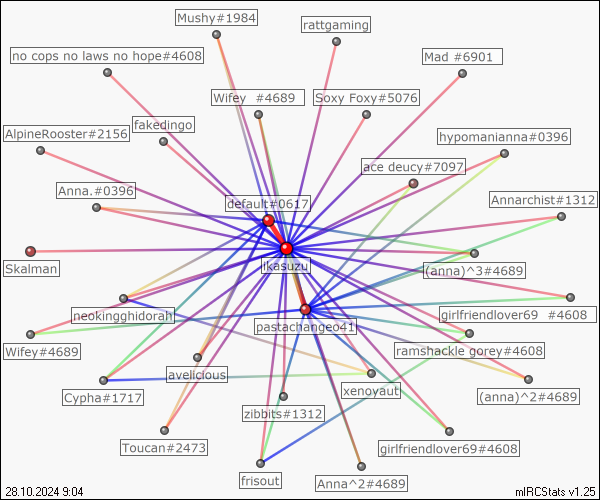 Mushy#1984
rattgaming
no cops no laws no hope#4608
Mad #6901
Wifey #4689
Soxy Foxy#5076
AlpineRooster#2156
fakedingo
hypomanianna#0396
ace deucy#7097
Anna.#0396
default#0617
Annarchist#1312
Skalman
ikasuzu
(anna)^3#4689
neokingghidorah
pastachangeo41
girlfriendlover69 #4608
Wifey#4689
ramshackle gorey#4608
avelicious
xenoyaut
Cypha#1717
(anna)^2#4689
zibbits#1312
Toucan#2473
girlfriendlover69#4608
frisout
Anna^2#4689
28.10.2024 9:04
mIRCStats v1.25